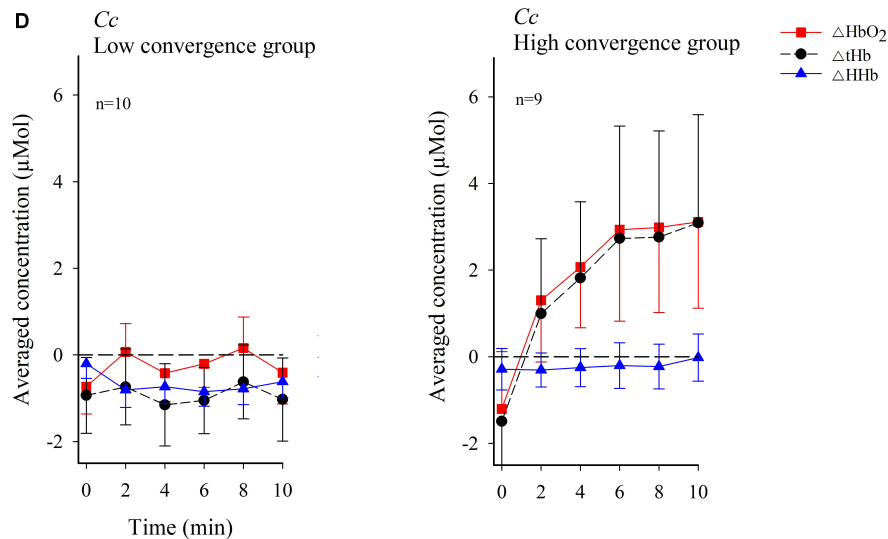 D
Cc
Low convergence group
n=10
Averaged concentration (μMol)
6
4
2
0
-2
0 2 4 6 8 10
Time (min)
Cc
High convergence group
n=9
Averaged concentration (μMol)
6
4
2
0
-2
0 2 4 6 8 10
△HbO₂
△tHb
△HHb